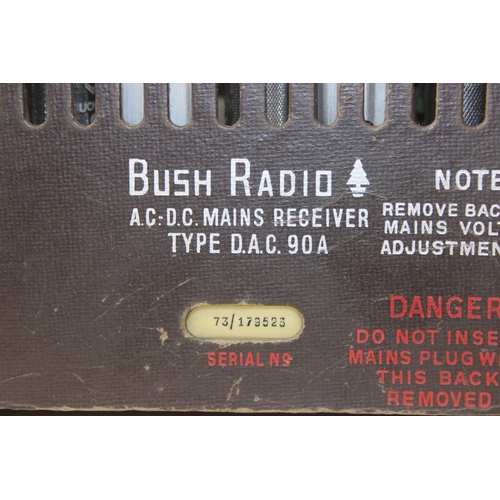 BUSH RADIO
A.C.-D.C. MAINS RECEIVER
TYPE D.A.C. 90A
NOTE
REMOVE BAC
MAINS VOLT
ADJUSTMEN
73/179523
SERIAL Nº
DANGER
DO NOT INSE
MAINS PLUG W
THIS BACK
REMOVED